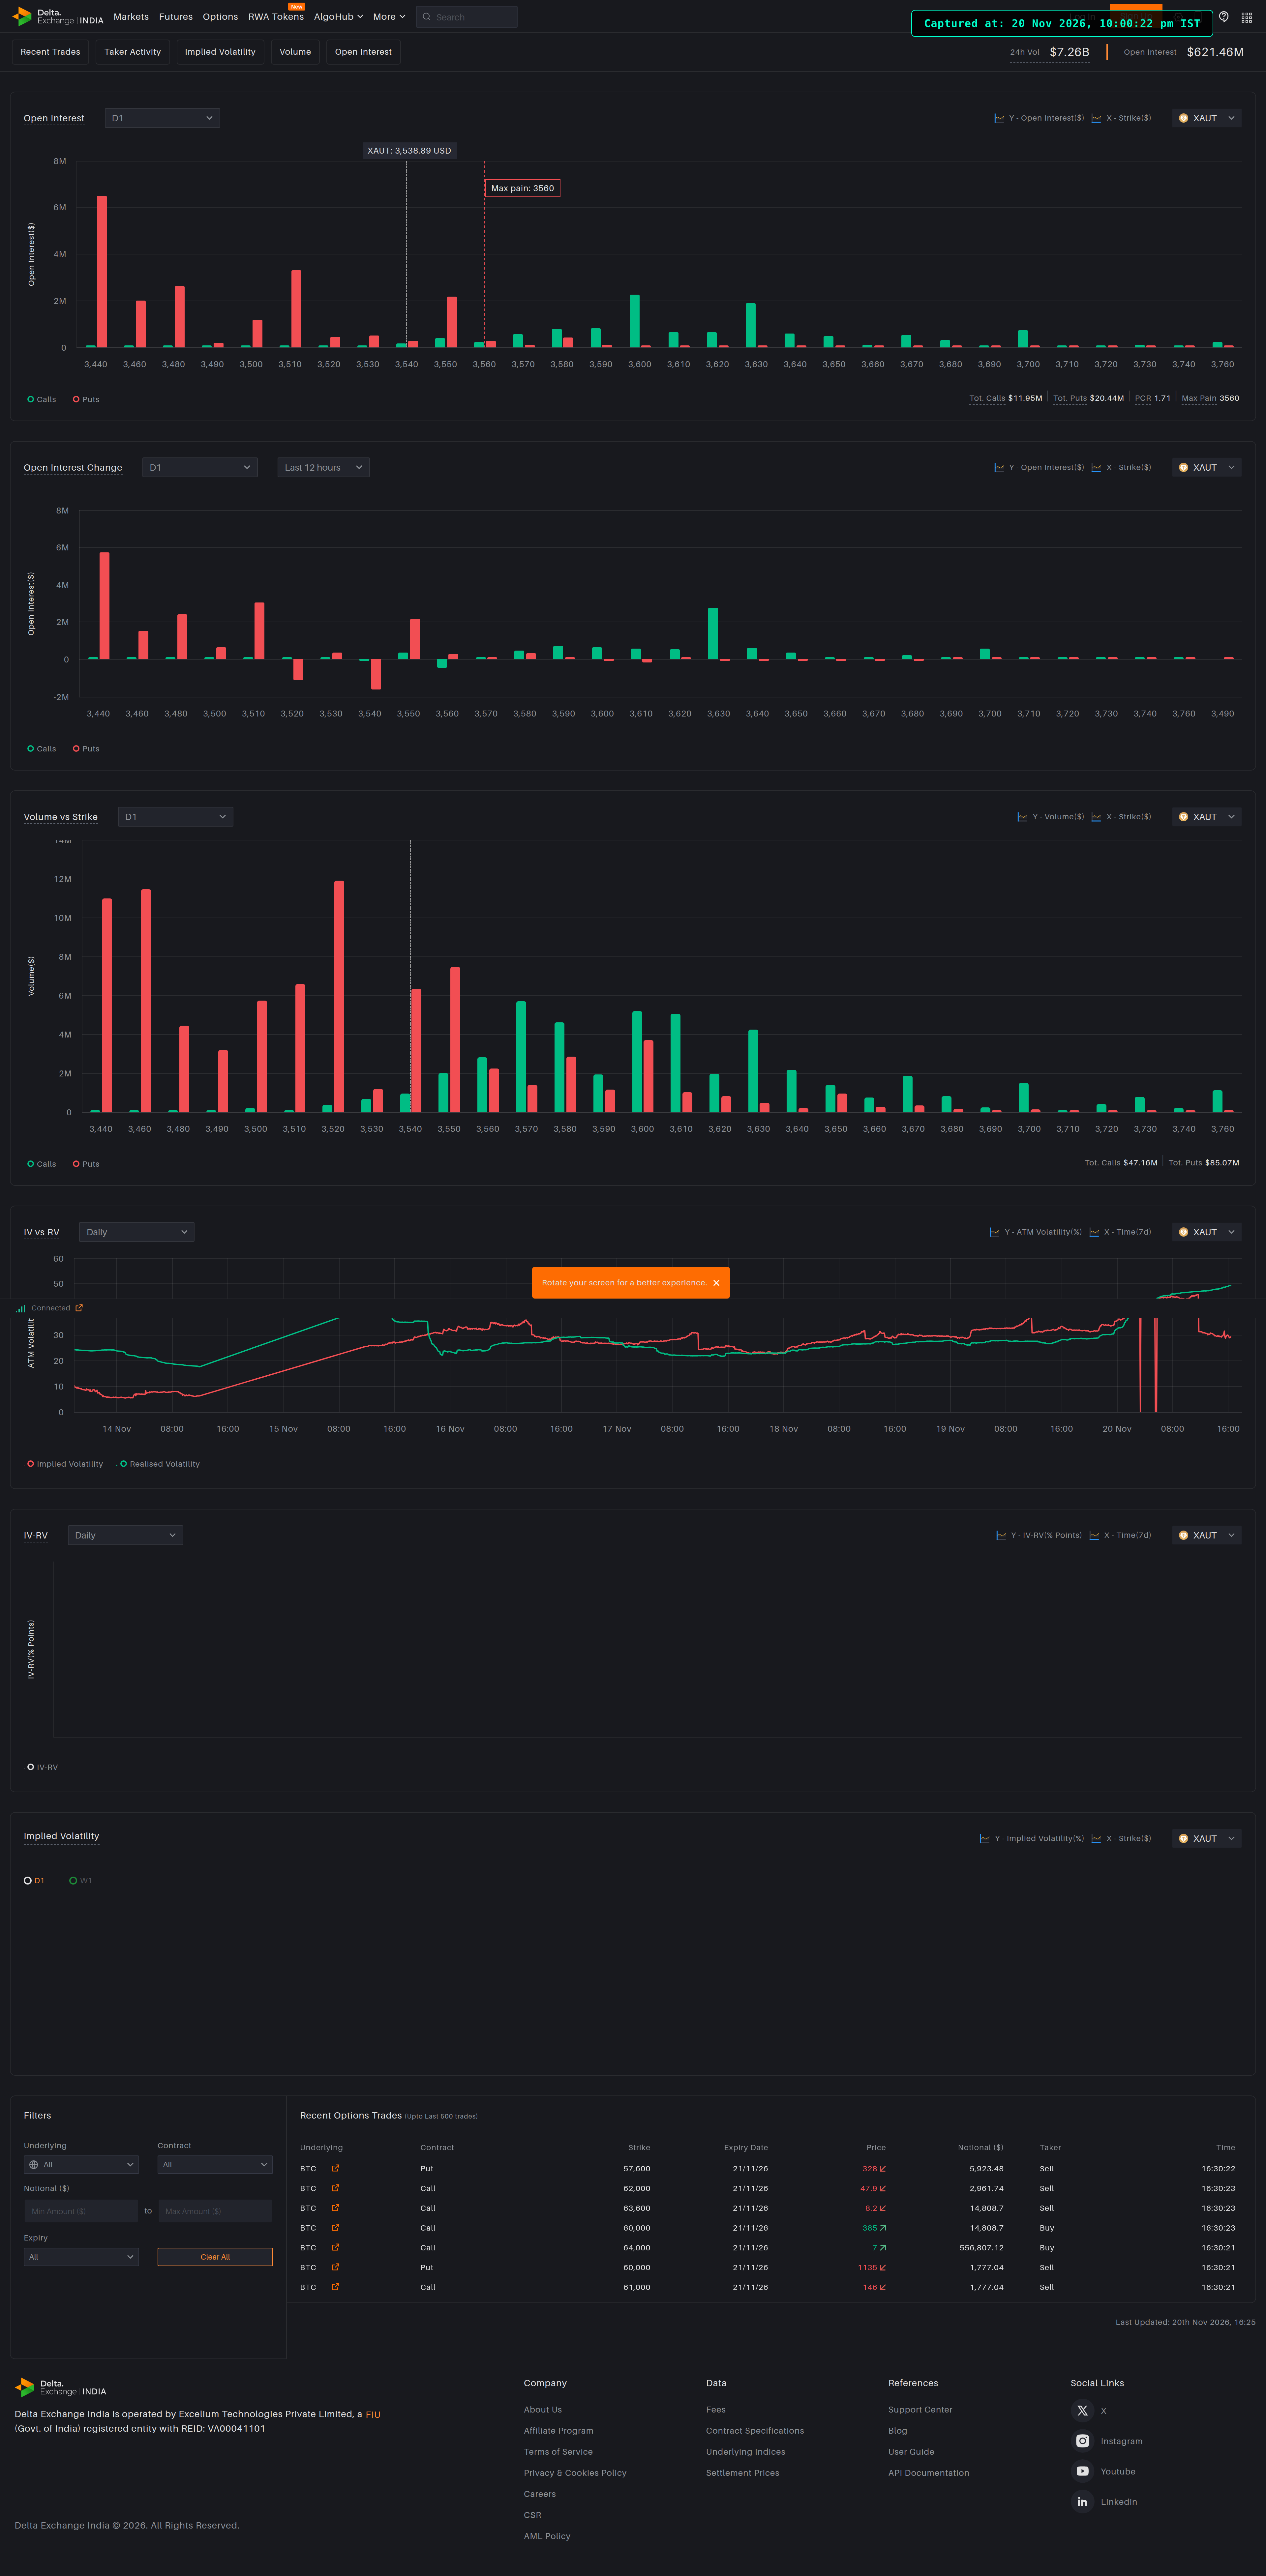 Delta.
Exchange | INDIA
Markets
Futures
Options
RWA Tokens
New
AlgoHub
More
Search
Captured at: 20 Nov 2026, 10:00:22 pm IST
Recent Trades
Taker Activity
Implied Volatility
Volume
Open Interest
24h Vol $7.26B
Open Interest $621.46M
Open Interest
D1
Y - Open Interest($) X - Strike($)
XAUT
XAUT: 3,538.89 USD
Max pain: 3560
Open Interest($)
8M
6M
4M
2M
0
3,440 3,460 3,480 3,490 3,500 3,510 3,520 3,530 3,540 3,550 3,560 3,570 3,580 3,590 3,600 3,610 3,620 3,630 3,640 3,650 3,660 3,670 3,680 3,690 3,700 3,710 3,720 3,730 3,740 3,760
Calls Puts
Tot. Calls $11.95M Tot. Puts $20.44M PCR 1.71 Max Pain 3560
Open Interest Change
D1
Last 12 hours
Y - Open Interest($) X - Strike($)
XAUT
Open Interest($)
8M
6M
4M
2M
0
-2M
3,440 3,460 3,480 3,500 3,510 3,520 3,530 3,540 3,550 3,560 3,570 3,580 3,590 3,600 3,610 3,620 3,630 3,640 3,650 3,660 3,670 3,680 3,690 3,700 3,710 3,720 3,730 3,740 3,760 3,490
Calls Puts
Volume vs Strike
D1
Y - Volume($) X - Strike($)
XAUT
Volume($)
14M
12M
10M
8M
6M
4M
2M
0
3,440 3,460 3,480 3,490 3,500 3,510 3,520 3,530 3,540 3,550 3,560 3,570 3,580 3,590 3,600 3,610 3,620 3,630 3,640 3,650 3,660 3,670 3,680 3,690 3,700 3,710 3,720 3,730 3,740 3,760
Calls Puts
Tot. Calls $47.16M Tot. Puts $85.07M
IV vs RV
Daily
Y - ATM Volatility(%) X - Time(7d)
XAUT
60
50
Rotate your screen for a better experience.
Connected
ATM Volatilit
30
20
10
0
14 Nov 08:00 16:00 15 Nov 08:00 16:00 16 Nov 08:00 16:00 17 Nov 08:00 16:00 18 Nov 08:00 16:00 19 Nov 08:00 16:00 20 Nov 08:00 16:00
Implied Volatility Realised Volatility
IV-RV
Daily
Y - IV-RV(% Points) X - Time(7d)
XAUT
IV-RV(% Points)
IV-RV
Implied Volatility
Y - Implied Volatility(%) X - Strike($)
XAUT
D1 W1
Filters
Underlying Contract
All All
Notional ($)
Min Amount ($) to Max Amount ($)
Expiry
All
Clear All
Recent Options Trades (Upto Last 500 trades)
Underlying Contract Strike Expiry Date Price Notional ($) Taker Time
BTC Put 57,600 21/11/26 328 5,923.48 Sell 16:30:22
BTC Call 62,000 21/11/26 47.9 2,961.74 Sell 16:30:23
BTC Call 63,600 21/11/26 8.2 14,808.7 Sell 16:30:23
BTC Call 60,000 21/11/26 385 14,808.7 Buy 16:30:23
BTC Call 64,000 21/11/26 7 556,807.12 Buy 16:30:21
BTC Put 60,000 21/11/26 1135 1,777.04 Sell 16:30:21
BTC Call 61,000 21/11/26 146 1,777.04 Sell 16:30:21
Last Updated: 20th Nov 2026, 16:25
Delta.
Exchange | INDIA
Delta Exchange India is operated by Excelium Technologies Private Limited, a FIU
(Govt. of India) registered entity with REID: VA00041101
Delta Exchange India © 2026. All Rights Reserved.
Company
About Us
Affiliate Program
Terms of Service
Privacy & Cookies Policy
Careers
CSR
AML Policy
Data
Fees
Contract Specifications
Underlying Indices
Settlement Prices
References
Support Center
Blog
User Guide
API Documentation
Social Links
X
Instagram
Youtube
Linkedin